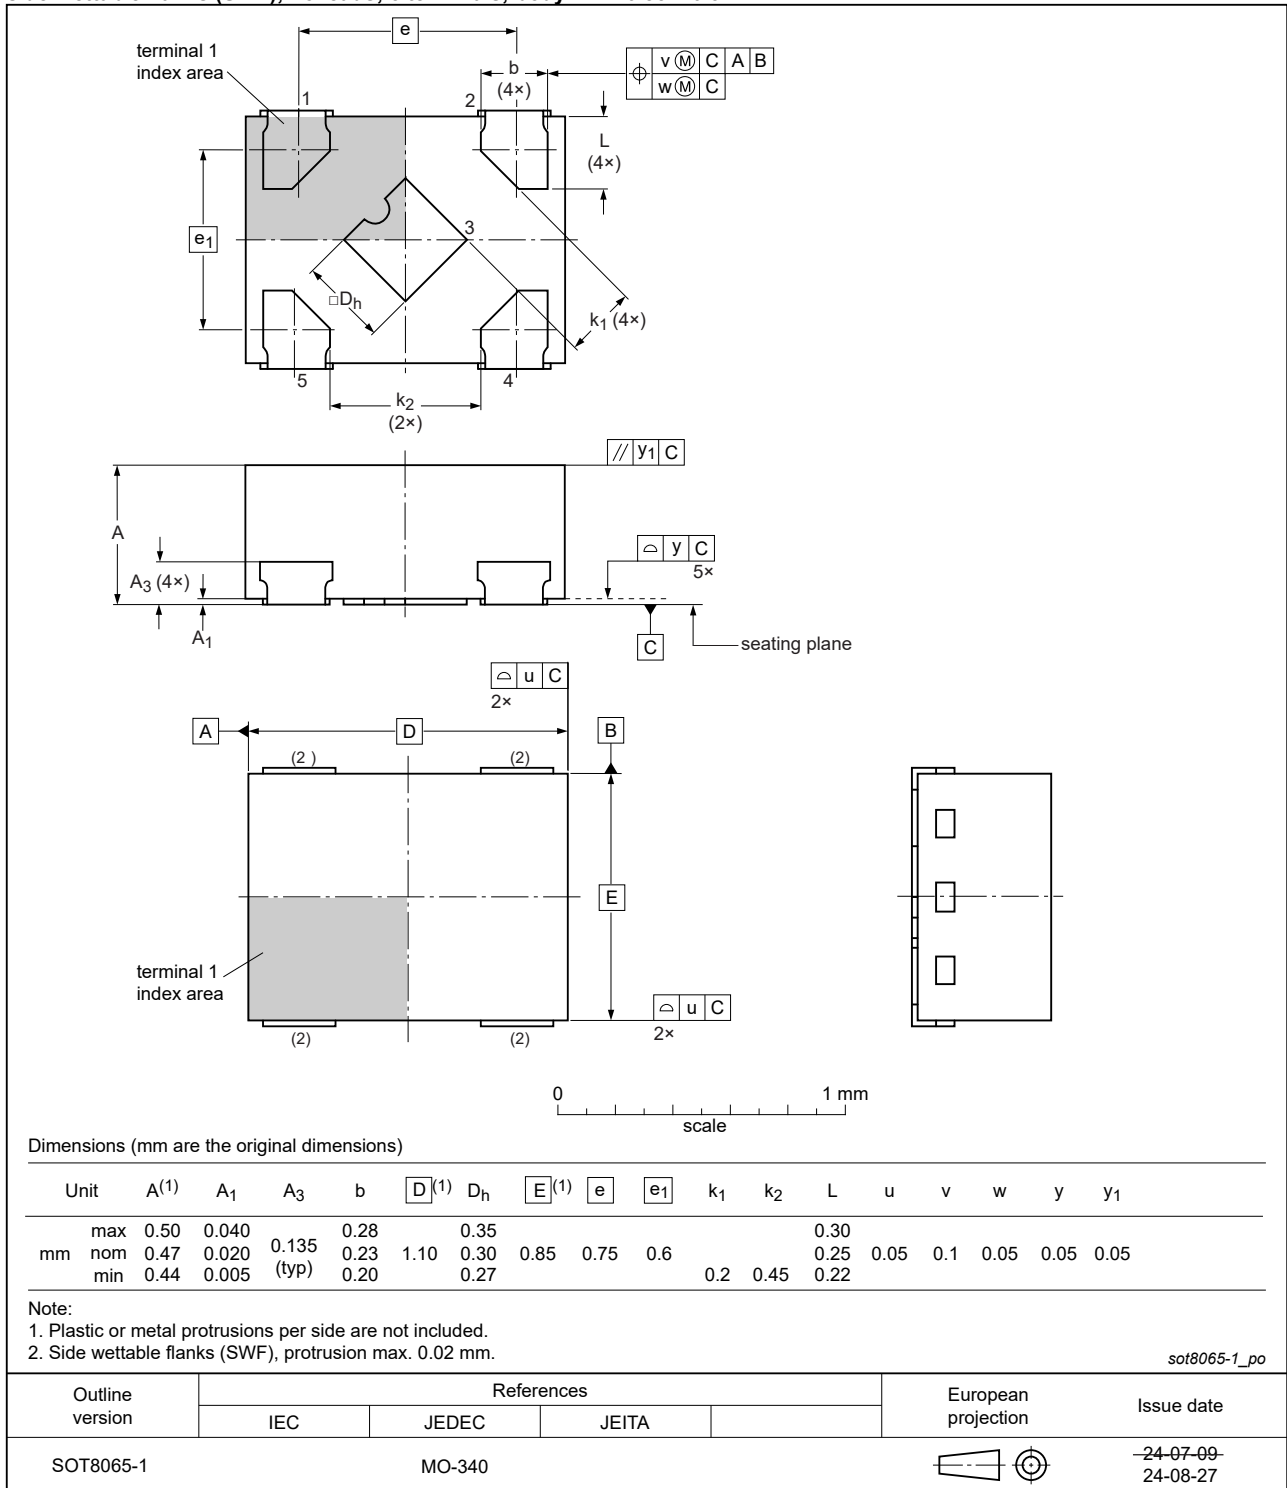 terminal 1
index area
e
b
(4×)
v Ⓜ C A B
w Ⓜ C
1
2
L
(4×)
e1
3
□Dh
k1 (4×)
5
4
k2
(2×)
// y1 C
A
A3 (4×)
A1
y C
5×
C
seating plane
u C
2×
A
D
B
(2 )
(2)
E
terminal 1
index area
u C
2×
(2)
(2)
0
1 mm
scale
Dimensions (mm are the original dimensions)
Unit A(1) A1 A3 b D(1) Dh E(1) e e1 k1 k2 L u v w y y1
max 0.50 0.040 0.28 0.35 0.30
mm nom 0.47 0.020 0.135 (typ) 0.23 1.10 0.30 0.85 0.75 0.6 0.25 0.05 0.1 0.05 0.05 0.05
min 0.44 0.005 0.20 0.27 0.2 0.45 0.22
Note:
1. Plastic or metal protrusions per side are not included.
2. Side wettable flanks (SWF), protrusion max. 0.02 mm.
sot8065-1_po
Outline version
References
IEC JEDEC JEITA
European projection
Issue date
SOT8065-1
MO-340
24-07-09
24-08-27